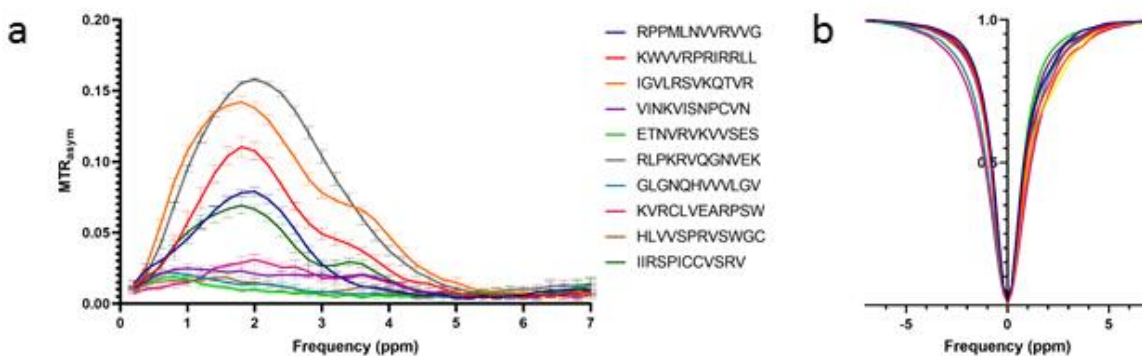 a
0.20
0.15
0.10
0.05
0.00
MTRasym
0 1 2 3 4 5 6 7
Frequency (ppm)
RPPMLNVVRVVG
KWVVRPRIRRLL
IGVLRSVKQTVR
VINKVISNPCVN
ETNVRVKVVSES
RLPKRVQGNVEK
GLGNQHVVVLGV
KVRCLVEARPSW
HLVVSPRVSWGC
IIRSPICCVSRV
b
1.0
0.5
-5 0 5
Frequency (ppm)